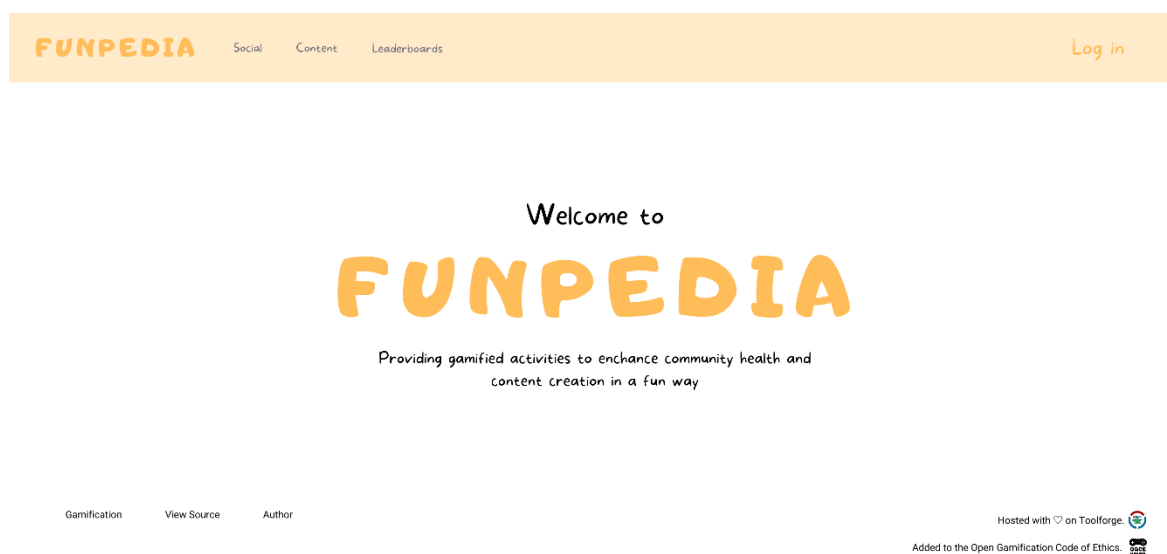 FUNPEDIA Social Content Leaderboards Log in
Welcome to
FUNPEDIA
Providing gamified activities to enchance community health and
content creation in a fun way
Gamification View Source Author
Hosted with ♡ on Toolforge.
Added to the Open Gamification Code of Ethics. OGCE